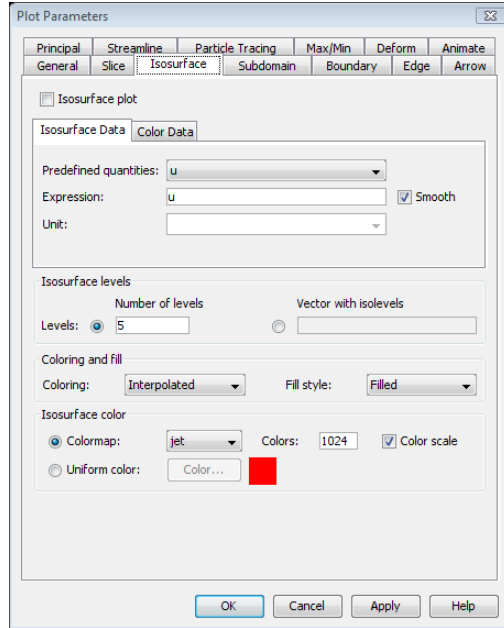 Plot Parameters
Principal Streamline Particle Tracing Max/Min Deform Animate
General Slice Isosurface Subdomain Boundary Edge Arrow
Isosurface plot
Isosurface Data Color Data
Predefined quantities: u
Expression: u Smooth
Unit:
Isosurface levels
Number of levels Vector with isolevels
Levels: 5
Coloring and fill
Coloring: Interpolated Fill style: Filled
Isosurface color
Colormap: jet Colors: 1024 Color scale
Uniform color: Color...
OK Cancel Apply Help